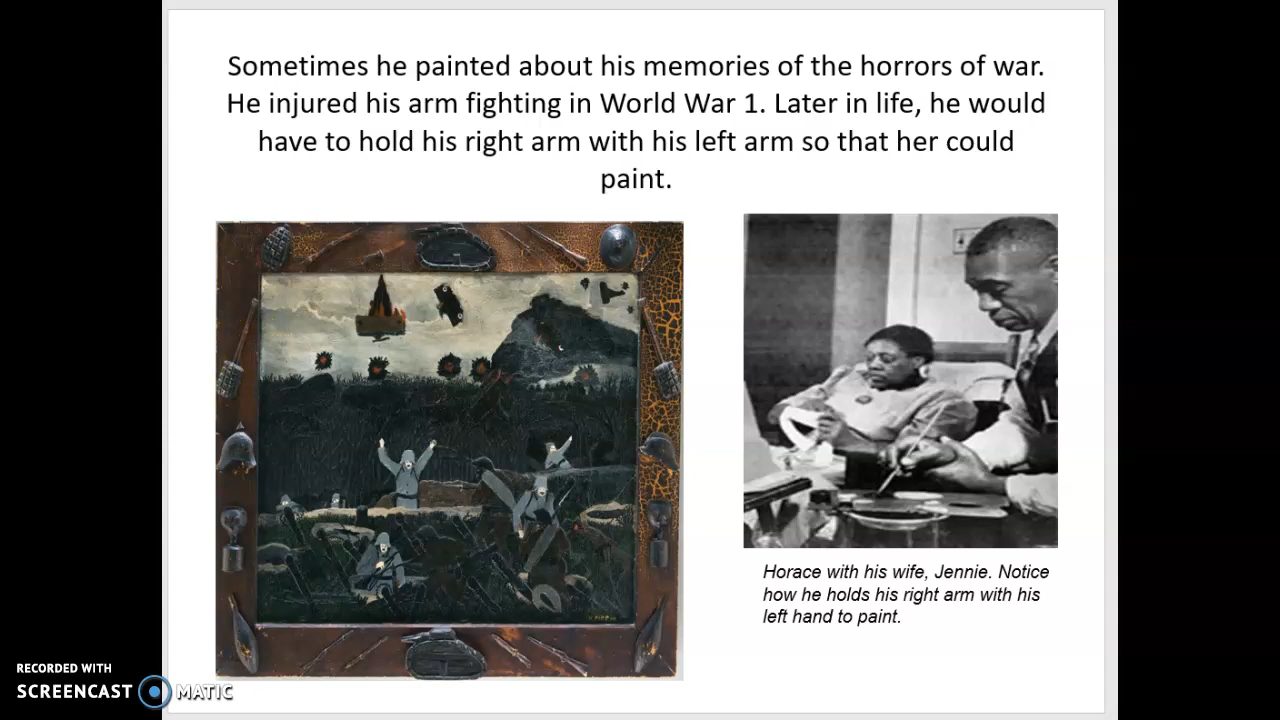 Sometimes he painted about his memories of the horrors of war.
He injured his arm fighting in World War 1. Later in life, he would
have to hold his right arm with his left arm so that her could
paint.
Horace with his wife, Jennie. Notice
how he holds his right arm with his
left hand to paint.
RECORDED WITH
SCREENCAST MATIC